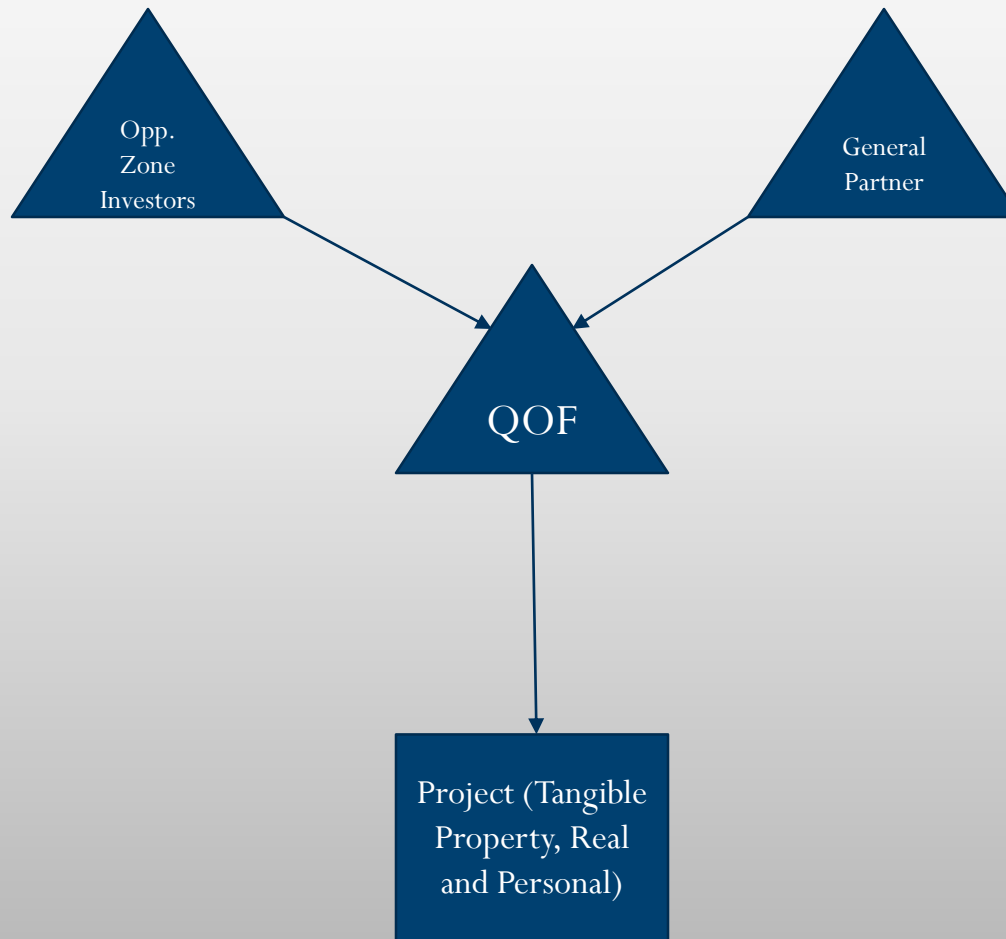 Opp.
Zone
Investors
General
Partner
QOF
Project (Tangible
Property, Real
and Personal)